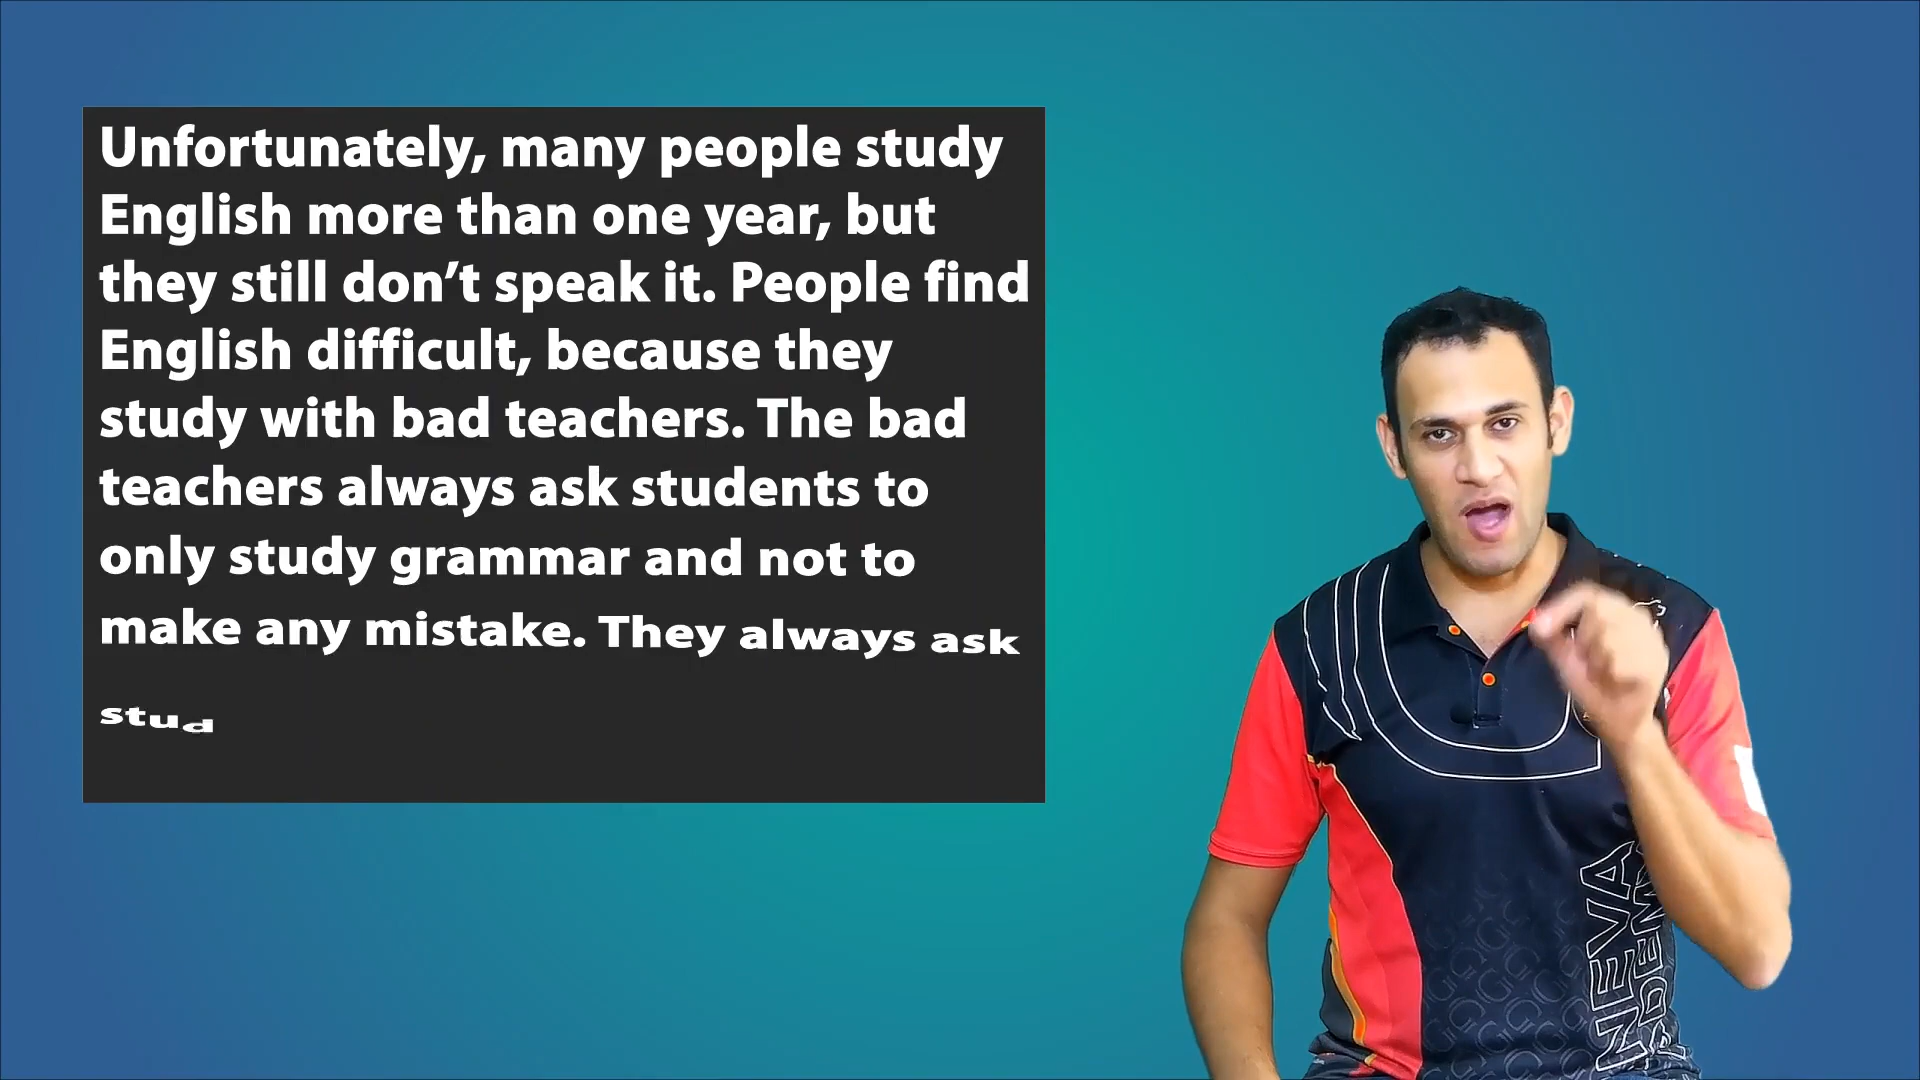 Unfortunately, many people study
English more than one year, but
they still don’t speak it. People find
English difficult, because they
study with bad teachers. The bad
teachers always ask students to
only study grammar and not to
make any mistake. They always ask
stud